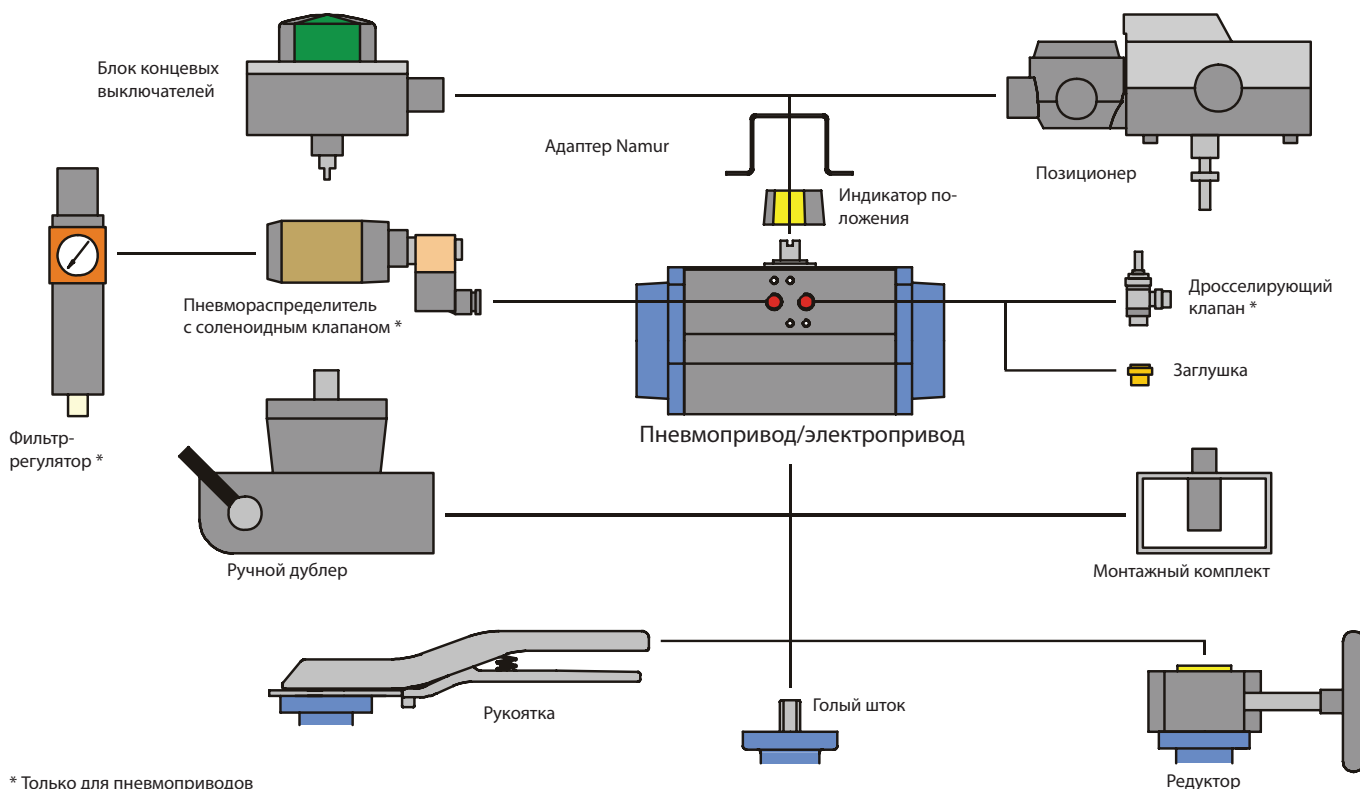 Блок концевых
выключателей
Адаптер Namur
Позиционер
Индикатор по-
ложения
Пневмораспределитель
с соленоидным клапаном *
Дросселирующий
клапан *
Заглушка
Фильтр-
регулятор *
Пневмопривод/электропривод
Ручной дублер
Монтажный комплект
Рукоятка
Голый шток
Редуктор
* Только для пневмоприводов